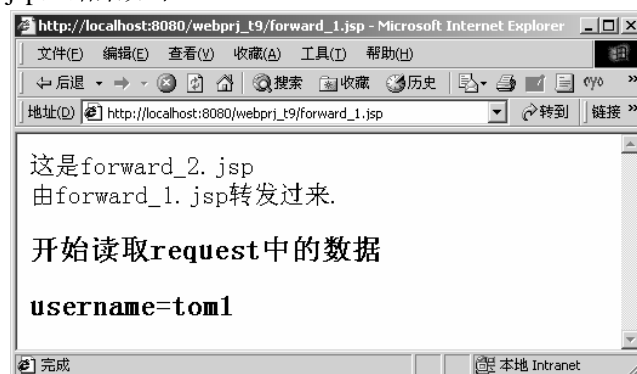 http://localhost:8080/webprj_t9/forward_1.jsp - Microsoft Internet Explorer
文件(F) 编辑(E) 查看(V) 收藏(A) 工具(T) 帮助(H)
后退 搜索 收藏 历史
地址(D) http://localhost:8080/webprj_t9/forward_1.jsp 转到 链接 »
这是forward_2.jsp
由forward_1.jsp转发过来.
开始读取request中的数据
username=tom1
完成 本地 Intranet